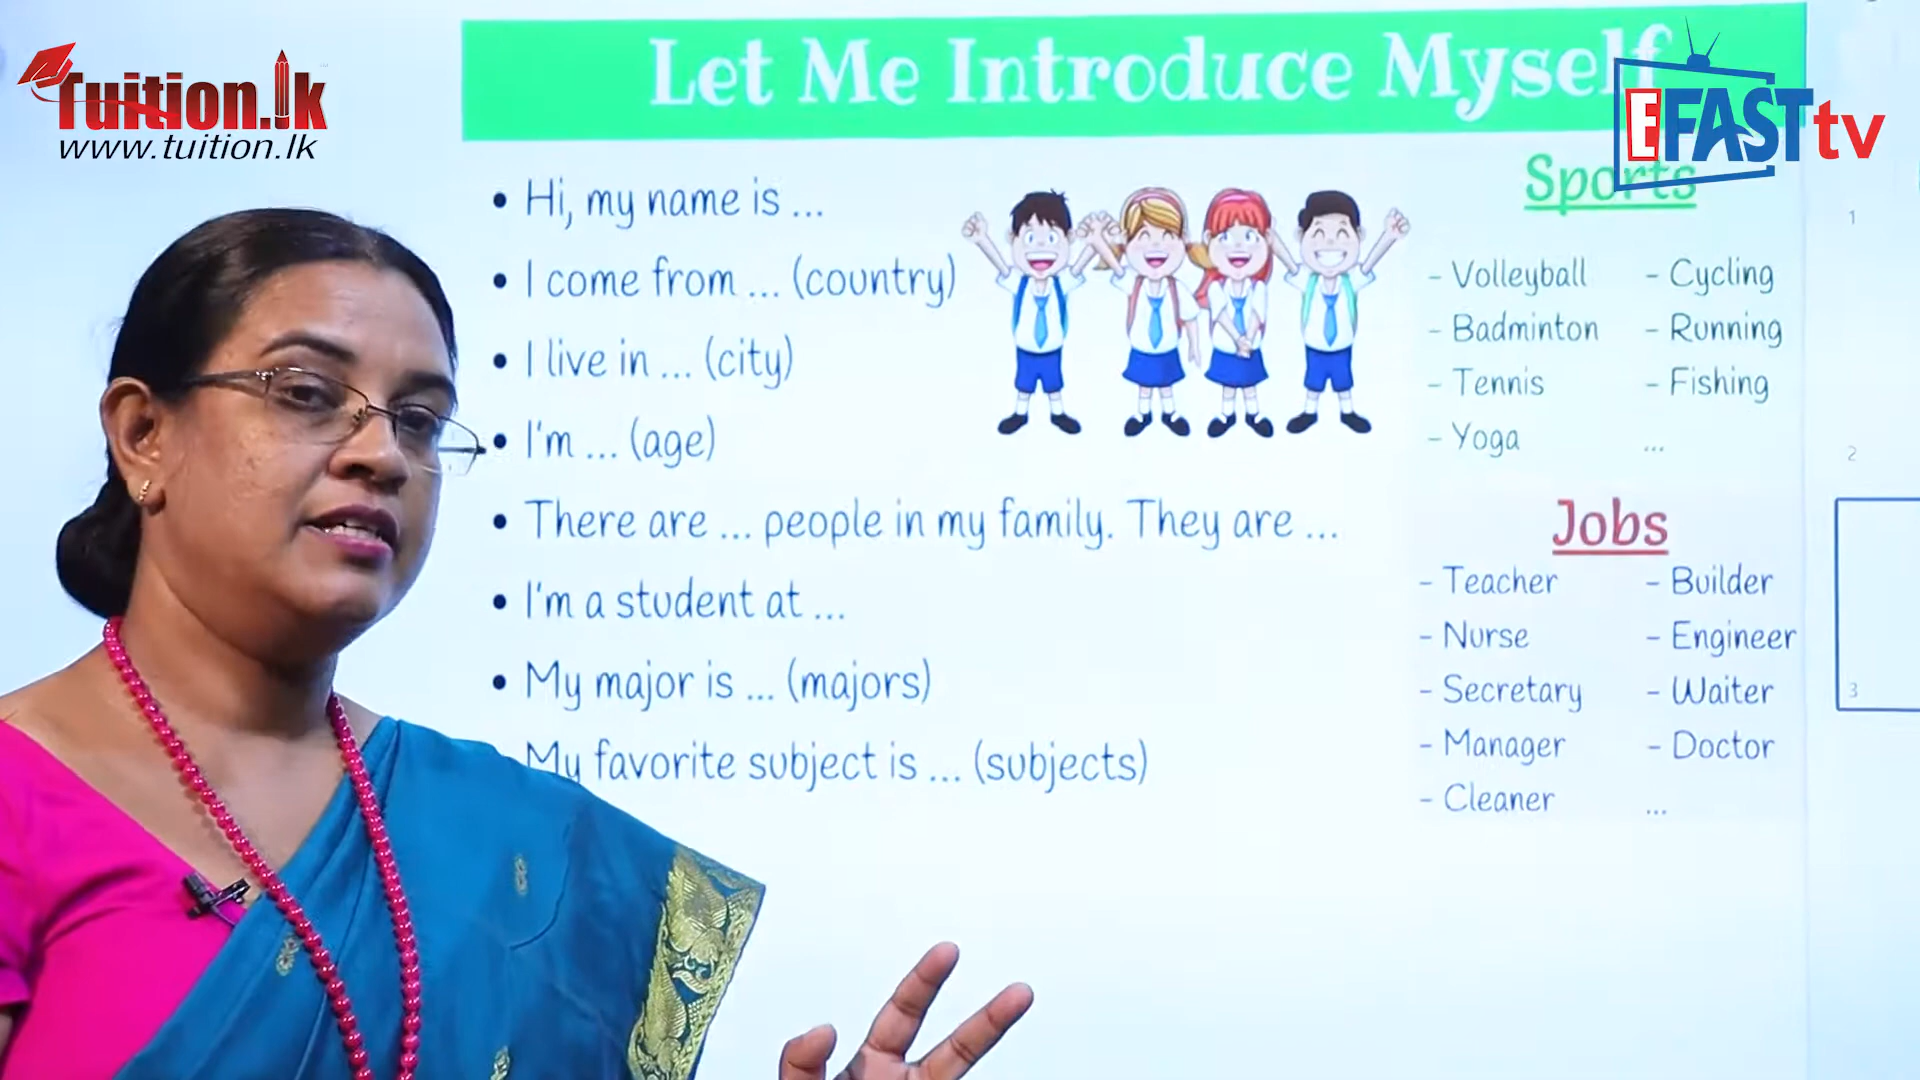 Tuition.lk
www.tuition.lk
Let Me Introduce Myself
EFAST tv
• Hi, my name is ...
• I come from ... (country)
• I live in ... (city)
• I'm ... (age)
• There are ... people in my family. They are ...
• I'm a student at ...
• My major is ... (majors)
My favorite subject is ... (subjects)
Sports
- Volleyball
- Badminton
- Tennis
- Yoga
- Cycling
- Running
- Fishing
...
Jobs
- Teacher
- Nurse
- Secretary
- Manager
- Cleaner
- Builder
- Engineer
- Waiter
- Doctor
...
1
2
3